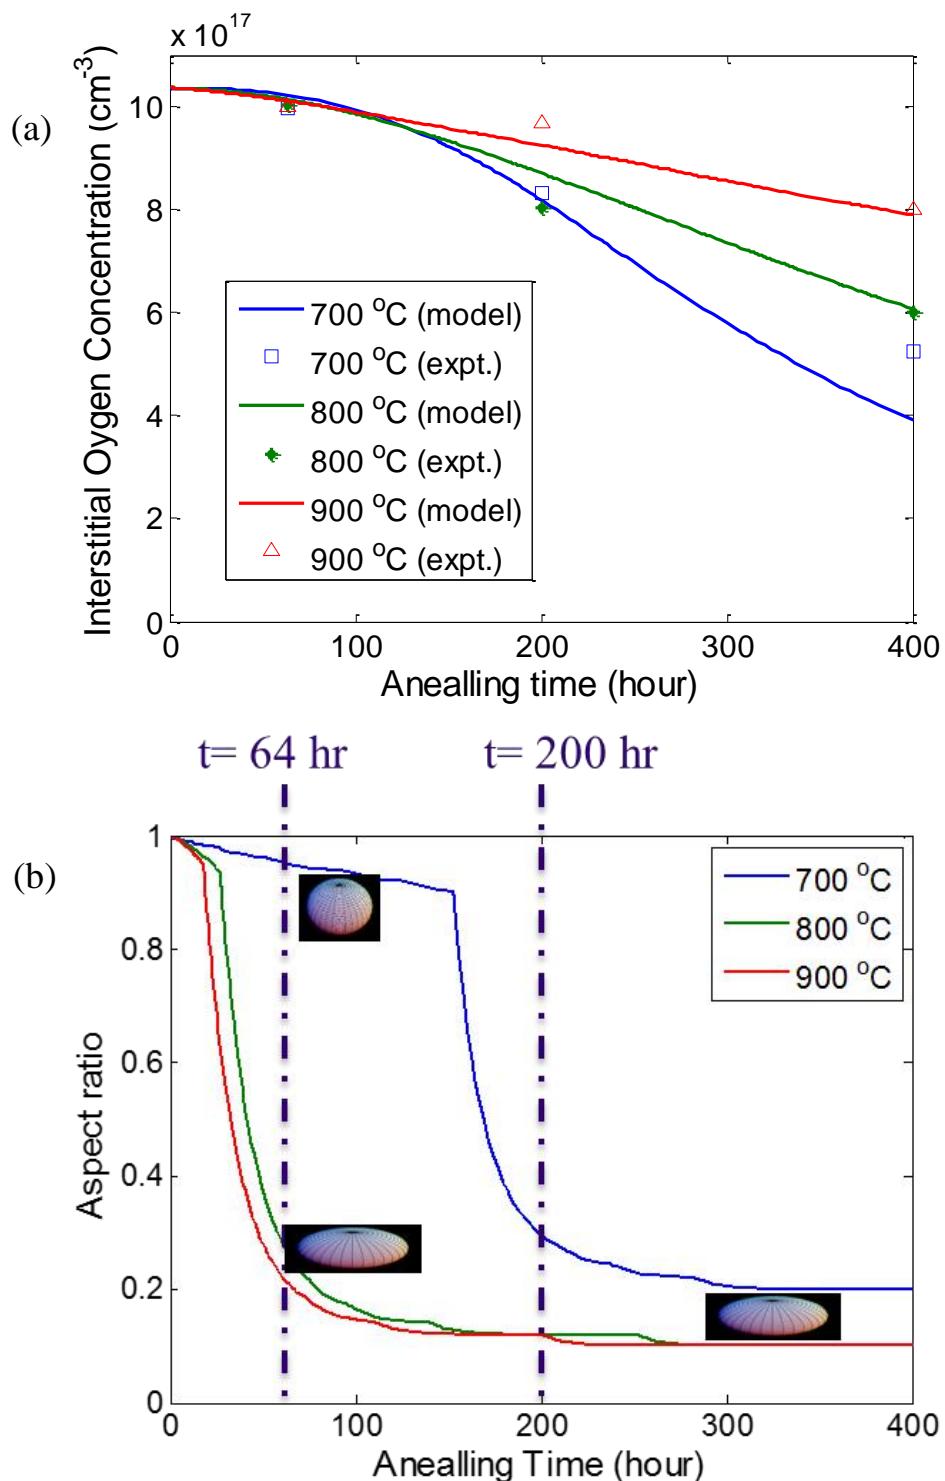 x 10^17
(a)
Interstitial Oygen Concentration (cm^-3)
10
8
6
4
2
0
700 °C (model)
700 °C (expt.)
800 °C (model)
800 °C (expt.)
900 °C (model)
900 °C (expt.)
0 100 200 300 400
Anealling time (hour)
t= 64 hr t= 200 hr
(b)
Aspect ratio
1
0.8
0.6
0.4
0.2
0
700 °C
800 °C
900 °C
0 100 200 300 400
Anealling Time (hour)